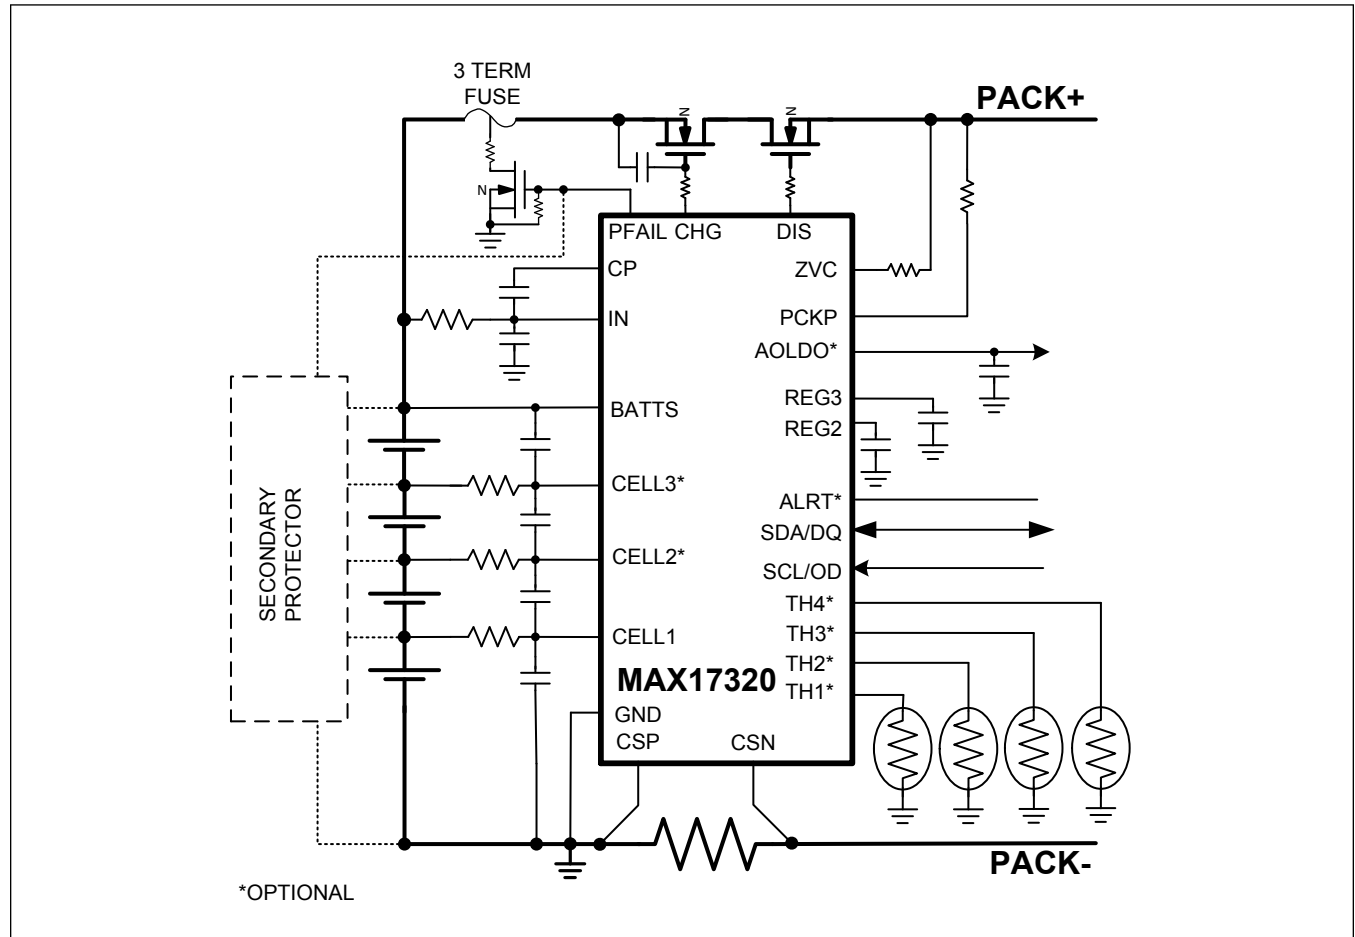 3 TERM
FUSE
PACK+
N
N
N
PFAIL CHG DIS
CP
ZVC
IN
PCKP
AOLDO*
BATTS
REG3
REG2
CELL3*
ALRT*
SECONDARY
PROTECTOR
CELL2*
SDA/DQ
SCL/OD
TH4*
CELL1
TH3*
TH2*
MAX17320
TH1*
GND
CSP CSN
PACK-
*OPTIONAL